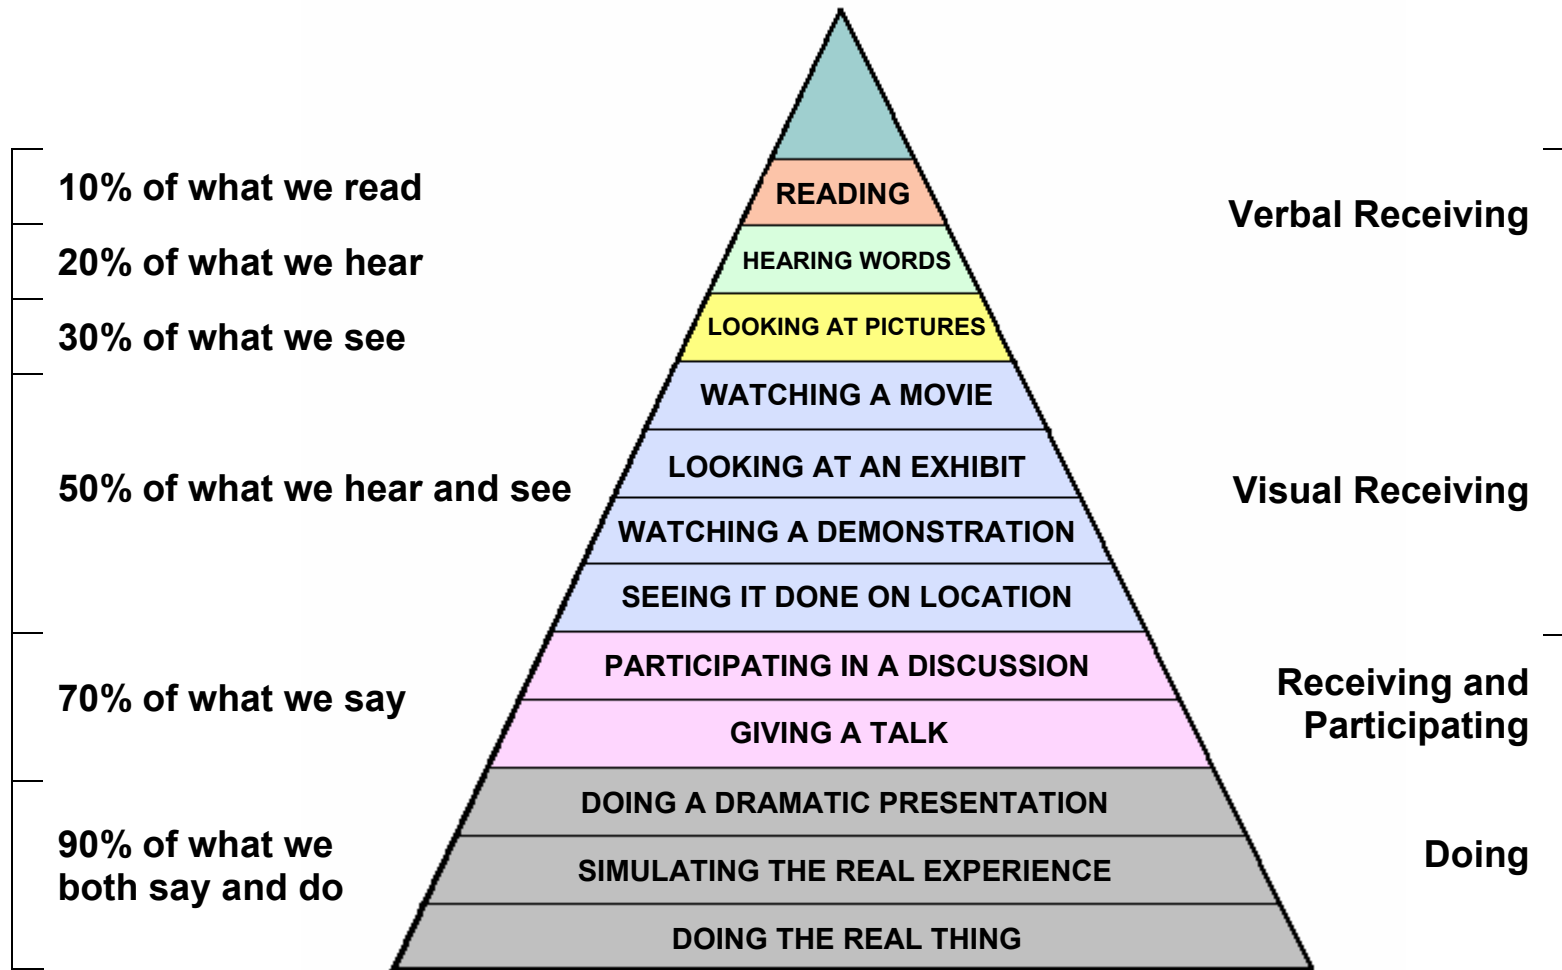 10% of what we read
20% of what we hear
30% of what we see
50% of what we hear and see
70% of what we say
90% of what we
both say and do
READING
HEARING WORDS
LOOKING AT PICTURES
WATCHING A MOVIE
LOOKING AT AN EXHIBIT
WATCHING A DEMONSTRATION
SEEING IT DONE ON LOCATION
PARTICIPATING IN A DISCUSSION
GIVING A TALK
DOING A DRAMATIC PRESENTATION
SIMULATING THE REAL EXPERIENCE
DOING THE REAL THING
Verbal Receiving
Visual Receiving
Receiving and
Participating
Doing